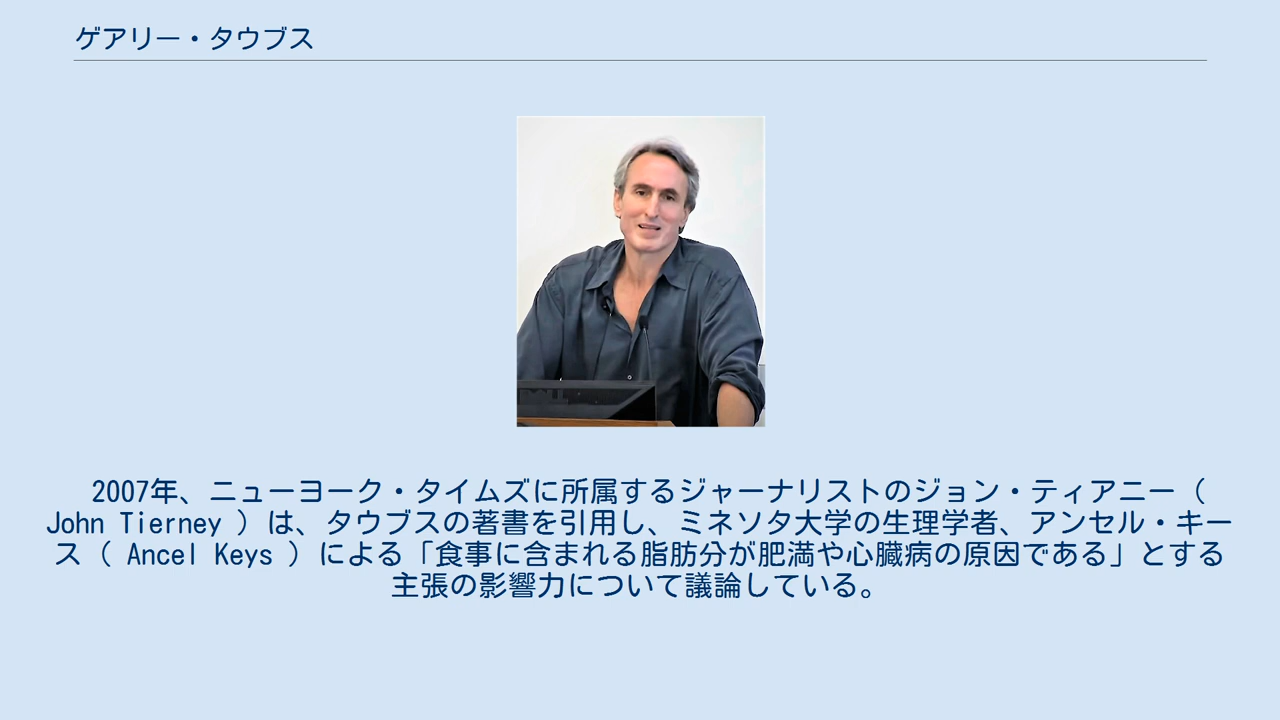 ゲアリー・タウブス
2007年、ニューヨーク・タイムズに所属するジャーナリストのジョン・ティアニー（
John Tierney ）は、タウブスの著書を引用し、ミネソタ大学の生理学者、アンセル・キー
ス（ Ancel Keys ）による「食事に含まれる脂肪分が肥満や心臓病の原因である」とする
主張の影響力について議論している。